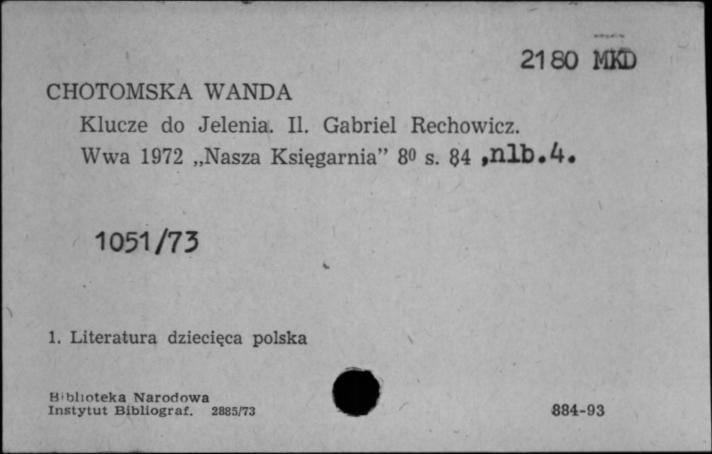 2180 MKD
CHOTOMSKA WANDA
Klucze do Jelenia. Il. Gabriel Rechowicz.
Wwa 1972 „Nasza Księgarnia” 8⁰ s. 84 ,nlb.4.
1051/73
1. Literatura dziecięca polska
Biblioteka Narodowa
Instytut Bibliograf. 2885/73
884-93